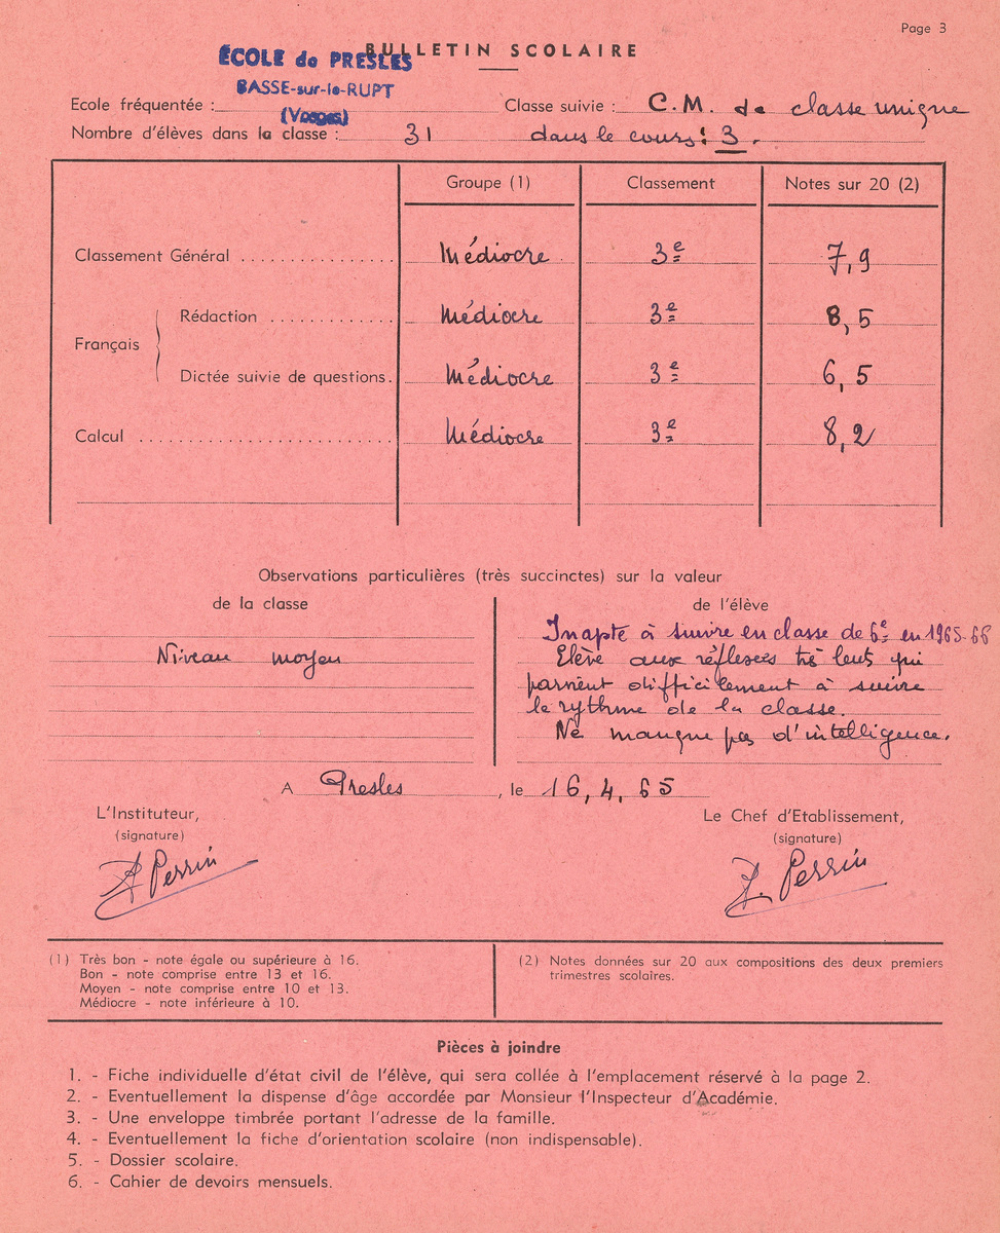 Page 3
BULLETIN SCOLAIRE
ÉCOLE de PRESLES
BASSE-sur-le-RUPT
(Vosges)
Ecole fréquentée :
Classe suivie : C.M. de classe unique
Nombre d'élèves dans la classe : 31 dans le cours : 3.
Groupe (1) Classement Notes sur 20 (2)
Classement Général ................ Médiocre 3e 7,9
Français
Rédaction ............. Médiocre 3e 8,5
Dictée suivie de questions. Médiocre 3e 6,5
Calcul .......................... Médiocre 3e 8,2
Observations particulières (très succinctes) sur la valeur
de la classe
Niveau moyen
de l'élève
Inapte à suivre en classe de 6e en 1965-66
Elève aux réflexes très lents qui
parvient difficilement à suivre
le rythme de la classe.
Ne manque pas d'intelligence.
A Presles, le 16, 4, 65
L'Instituteur,
(signature)
Perrin
Le Chef d'Etablissement,
(signature)
Perrin
(1) Très bon - note égale ou supérieure à 16.
Bon - note comprise entre 13 et 16.
Moyen - note comprise entre 10 et 13.
Médiocre - note inférieure à 10.
(2) Notes données sur 20 aux compositions des deux premiers
trimestres scolaires.
Pièces à joindre
1. - Fiche individuelle d'état civil de l'élève, qui sera collée à l'emplacement réservé à la page 2.
2. - Eventuellement la dispense d'âge accordée par Monsieur l'Inspecteur d'Académie.
3. - Une enveloppe timbrée portant l'adresse de la famille.
4. - Eventuellement la fiche d'orientation scolaire (non indispensable).
5. - Dossier scolaire.
6. - Cahier de devoirs mensuels.